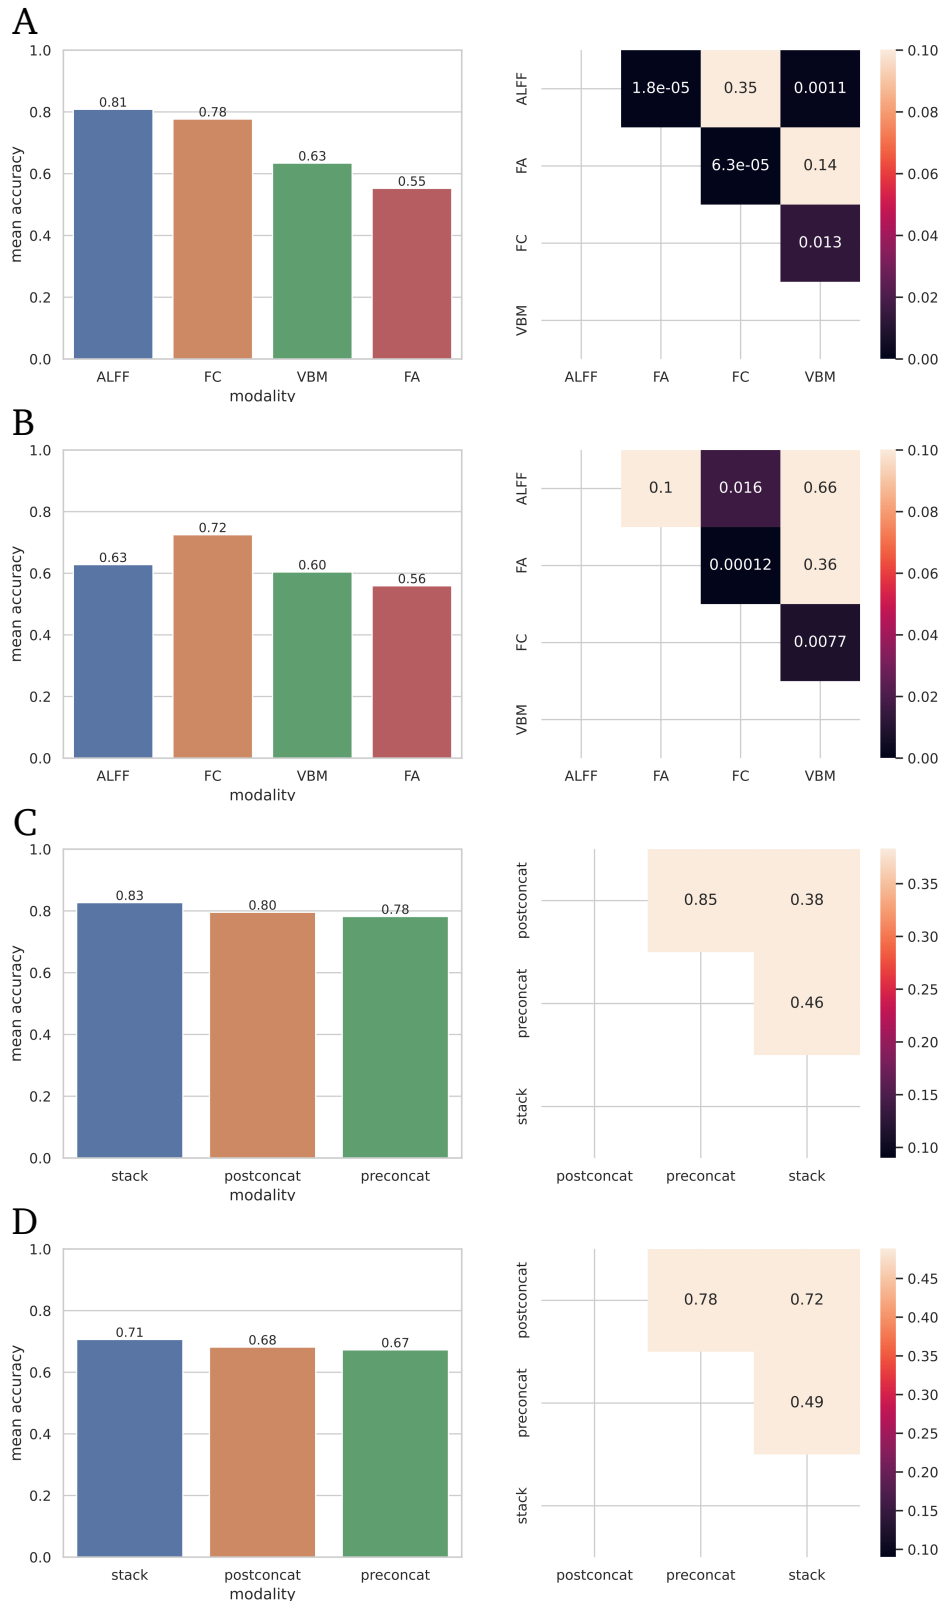 A
1.0
0.8
0.6
0.4
0.2
0.0
mean accuracy
0.81
0.78
0.63
0.55
ALFF FC VBM FA
modality
ALFF
FA
FC
VBM
1.8e-05 0.35 0.0011
6.3e-05 0.14
0.013
ALFF FA FC VBM
0.10
0.08
0.06
0.04
0.02
0.00
B
1.0
0.8
0.6
0.4
0.2
0.0
mean accuracy
0.63
0.72
0.60
0.56
ALFF FC VBM FA
modality
ALFF
FA
FC
VBM
0.1 0.016 0.66
0.00012 0.36
0.0077
ALFF FA FC VBM
0.10
0.08
0.06
0.04
0.02
0.00
C
1.0
0.8
0.6
0.4
0.2
0.0
mean accuracy
0.83
0.80
0.78
stack postconcat preconcat
modality
postconcat
preconcat
stack
0.85 0.38
0.46
postconcat preconcat stack
0.35
0.30
0.25
0.20
0.15
0.10
D
1.0
0.8
0.6
0.4
0.2
0.0
mean accuracy
0.71
0.68
0.67
stack postconcat preconcat
modality
postconcat
preconcat
stack
0.78 0.72
0.49
postconcat preconcat stack
0.45
0.40
0.35
0.30
0.25
0.20
0.15
0.10